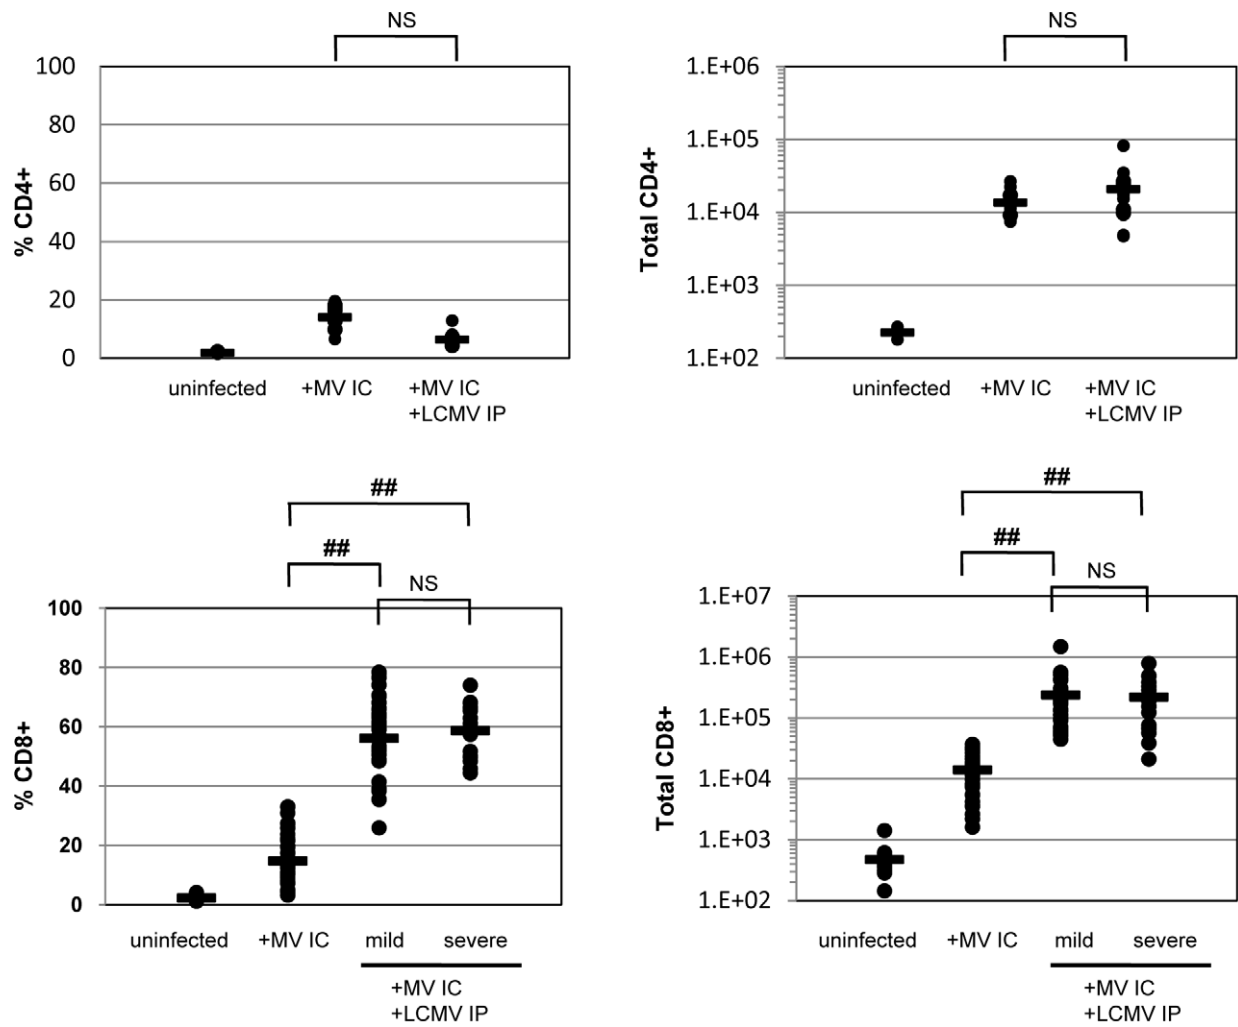 NS
100
80
60
40
20
0
% CD4+
uninfected
+MV IC
+MV IC
+LCMV IP
NS
1.E+06
1.E+05
1.E+04
1.E+03
1.E+02
Total CD4+
uninfected
+MV IC
+MV IC
+LCMV IP
##
##
NS
100
80
60
40
20
0
% CD8+
uninfected
+MV IC
mild
severe
+MV IC
+LCMV IP
##
##
NS
1.E+07
1.E+06
1.E+05
1.E+04
1.E+03
1.E+02
Total CD8+
uninfected
+MV IC
mild
severe
+MV IC
+LCMV IP